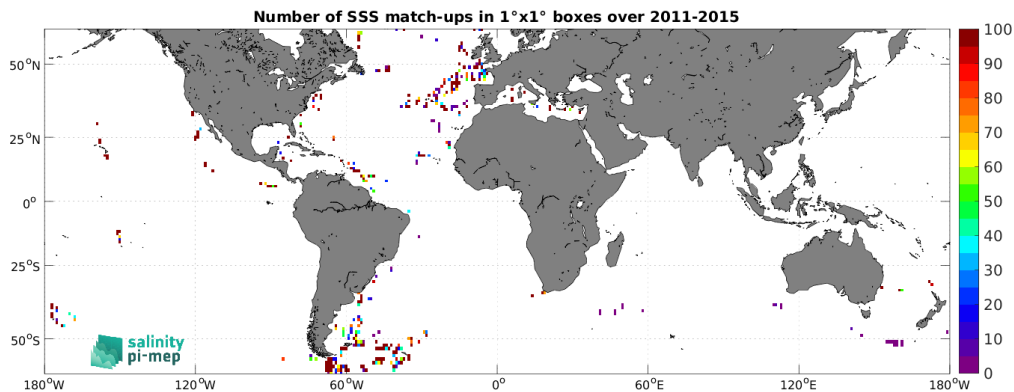 Number of SSS match-ups in 1°x1° boxes over 2011-2015
50°N
25°N
0°
25°S
50°S
180°W
120°W
60°W
0°
60°E
120°E
180°W
100
90
80
70
60
50
40
30
20
10
0
salinity
pi-mep